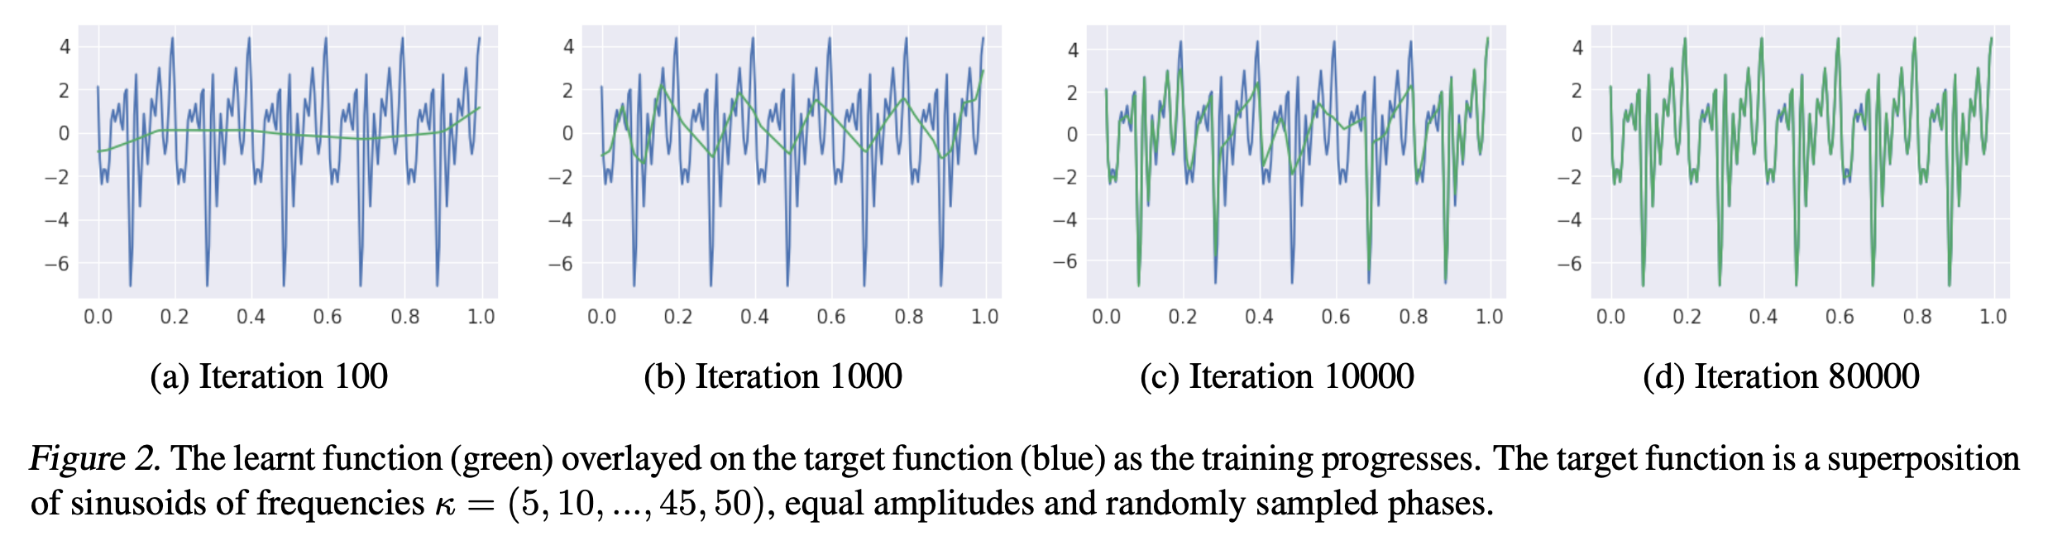 4
2
0
−2
−4
−6
0.0 0.2 0.4 0.6 0.8 1.0
4
2
0
−2
−4
−6
0.0 0.2 0.4 0.6 0.8 1.0
4
2
0
−2
−4
−6
0.0 0.2 0.4 0.6 0.8 1.0
4
2
0
−2
−4
−6
0.0 0.2 0.4 0.6 0.8 1.0
(a) Iteration 100
(b) Iteration 1000
(c) Iteration 10000
(d) Iteration 80000
Figure 2. The learnt function (green) overlayed on the target function (blue) as the training progresses. The target function is a superposition
of sinusoids of frequencies κ = (5, 10, ..., 45, 50), equal amplitudes and randomly sampled phases.